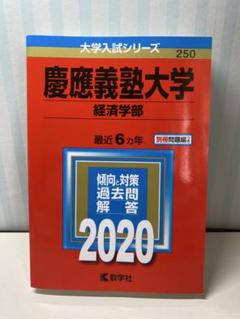 大学入試シリーズ
250
慶應義塾大学
経済学部
最近6カ年
別冊問題編
傾向と対策
過去問
解答
2020
教学社